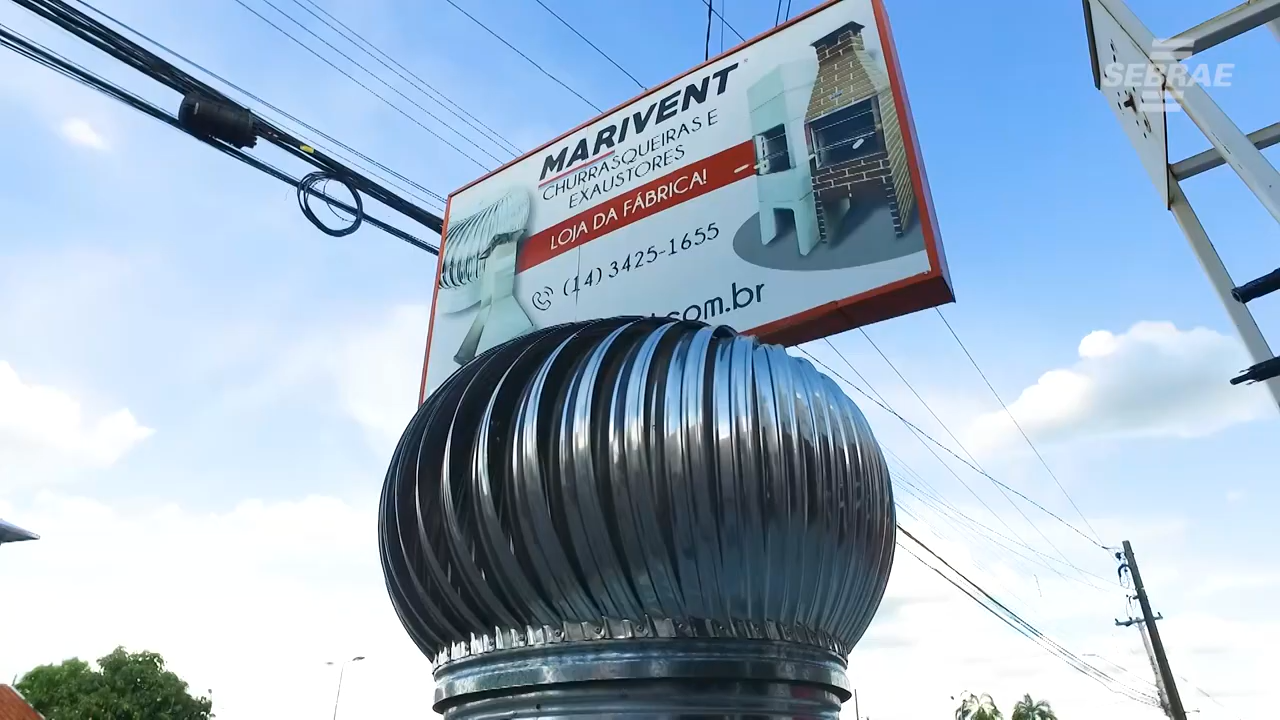 SEBRAE
MARIVENT
CHURRASQUEIRAS E
EXAUSTORES
LOJA DA FÁBRICA!
(14) 3425-1655
.com.br